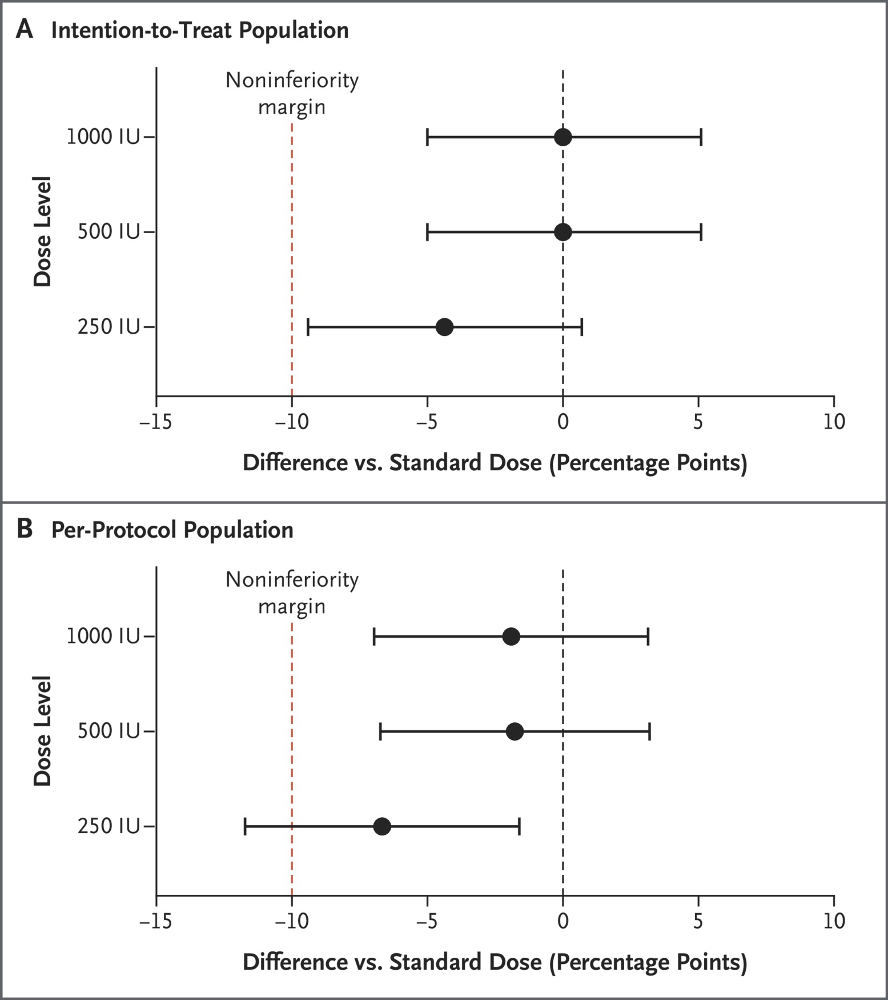 A Intention-to-Treat Population
Noninferiority
margin
1000 IU
500 IU
250 IU
Dose Level
–15 –10 –5 0 5 10
Difference vs. Standard Dose (Percentage Points)
B Per-Protocol Population
Noninferiority
margin
1000 IU
500 IU
250 IU
Dose Level
–15 –10 –5 0 5 10
Difference vs. Standard Dose (Percentage Points)